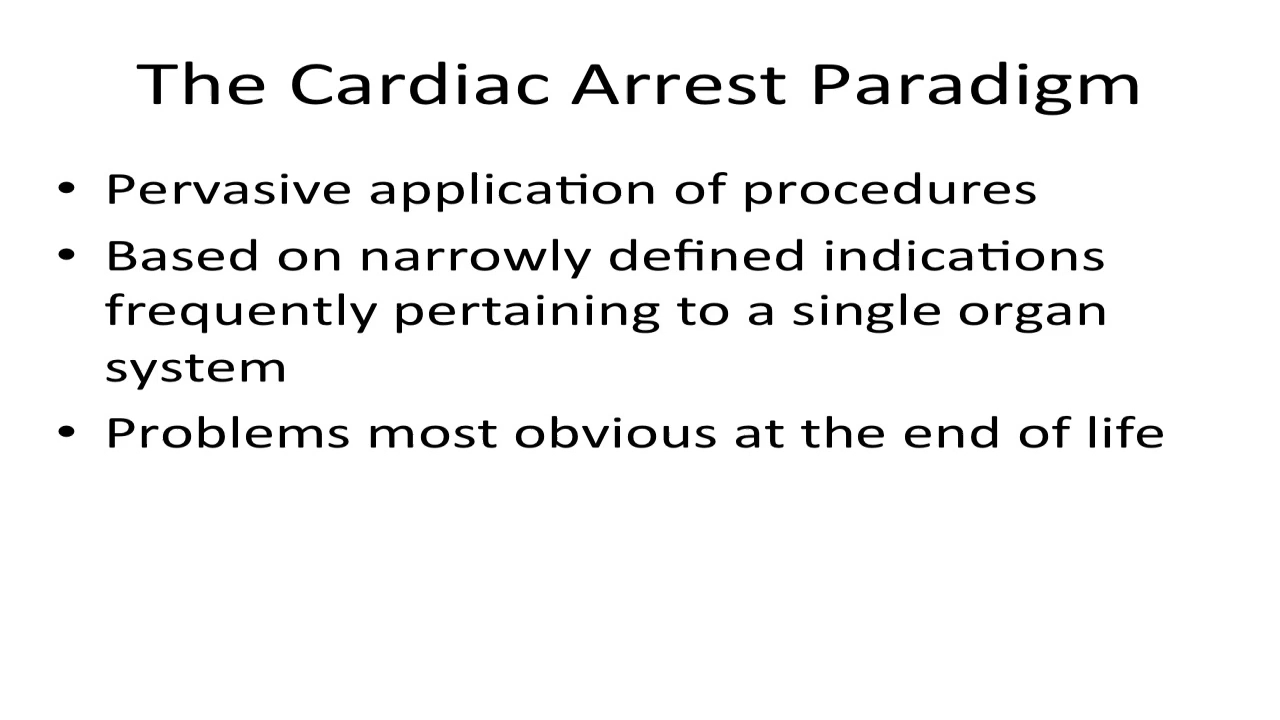 The Cardiac Arrest Paradigm
• Pervasive application of procedures
• Based on narrowly defined indications
frequently pertaining to a single organ
system
• Problems most obvious at the end of life